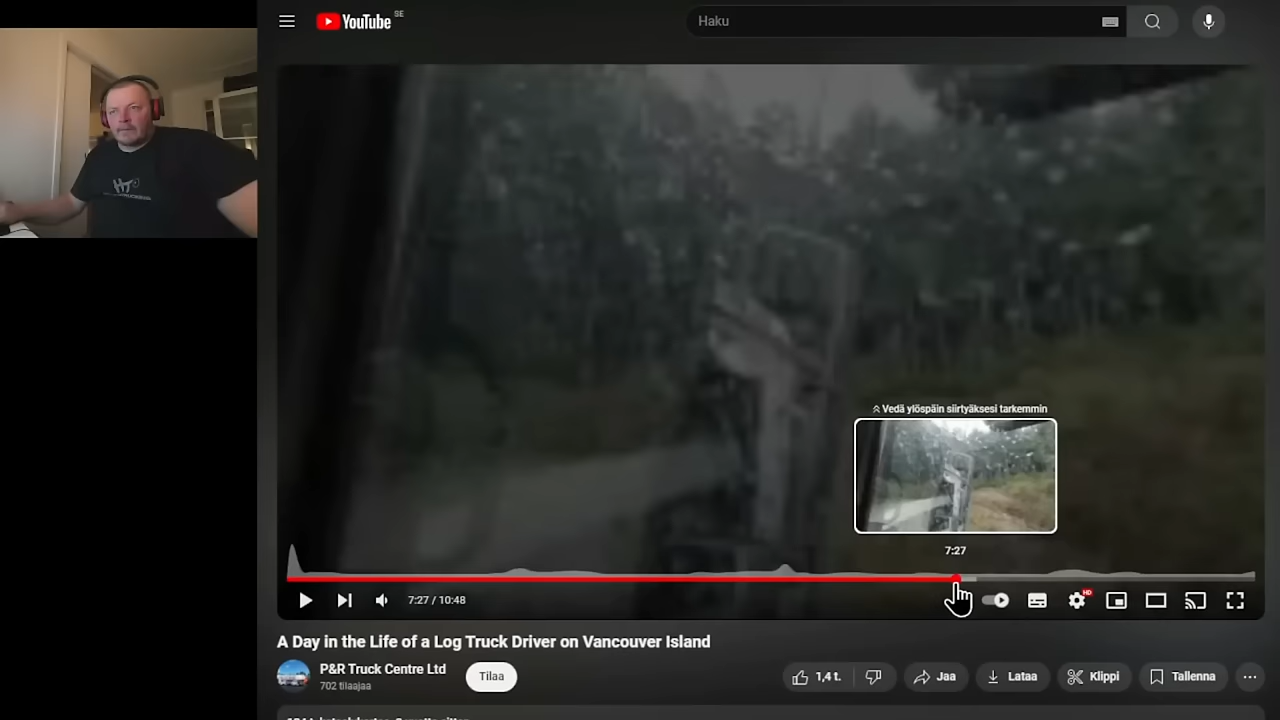 YouTube SE
Haku
Vedä ylöspäin siirtyäksesi tarkemmin
7:27
7:27 / 10:48
HD
A Day in the Life of a Log Truck Driver on Vancouver Island
P&R Truck Centre Ltd
702 tilaajaa
Tilaa
1,4 t.
Jaa
Lataa
Klippi
Tallenna